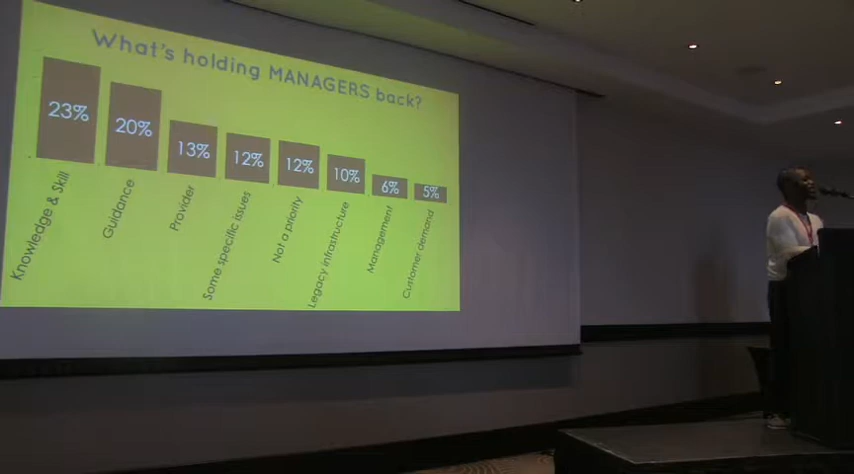 What's holding MANAGERS back?
23%
20%
13%
12%
12%
10%
6%
5%
Knowledge & Skill
Guidance
Provider
Some specific issues
Not a priority
Legacy infrastructure
Management
Customer demand